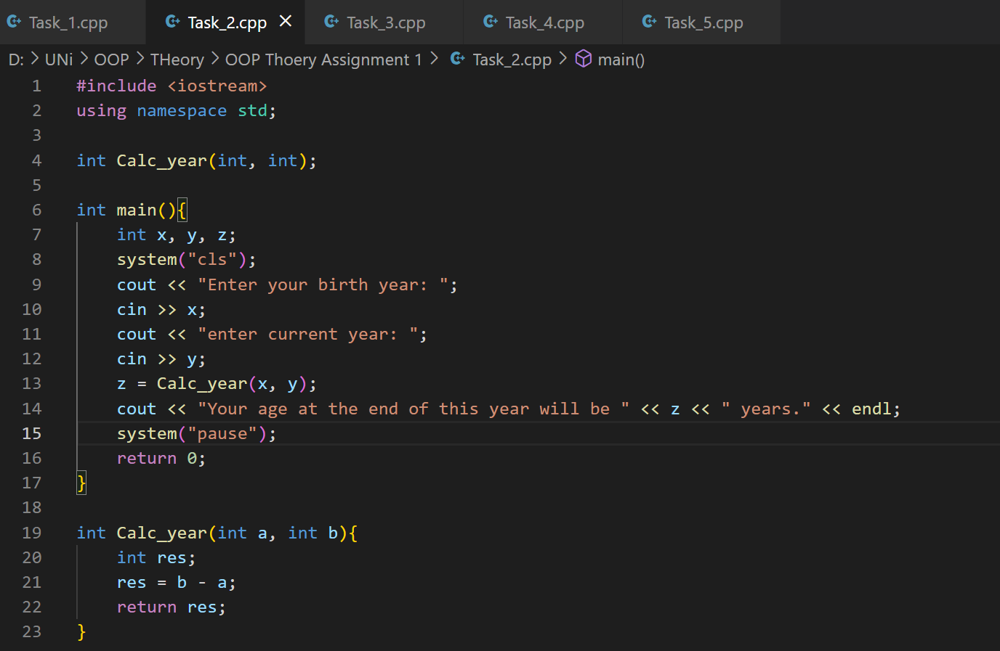 Task_1.cpp Task_2.cpp Task_3.cpp Task_4.cpp Task_5.cpp
D: > UNi > OOP > THeory > OOP Thoery Assignment 1 > Task_2.cpp > main()
1 #include <iostream>
2 using namespace std;
3
4 int Calc_year(int, int);
5
6 int main(){
7     int x, y, z;
8     system("cls");
9     cout << "Enter your birth year: ";
10     cin >> x;
11     cout << "enter current year: ";
12     cin >> y;
13     z = Calc_year(x, y);
14     cout << "Your age at the end of this year will be " << z << " years." << endl;
15     system("pause");
16     return 0;
17 }
18
19 int Calc_year(int a, int b){
20     int res;
21     res = b - a;
22     return res;
23 }